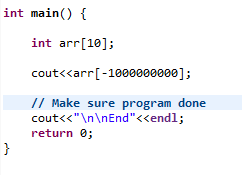 int main() {
int arr[10];
cout<<arr[-1000000000];
// Make sure program done
cout<<"\n\nEnd"<<endl;
return 0;
}